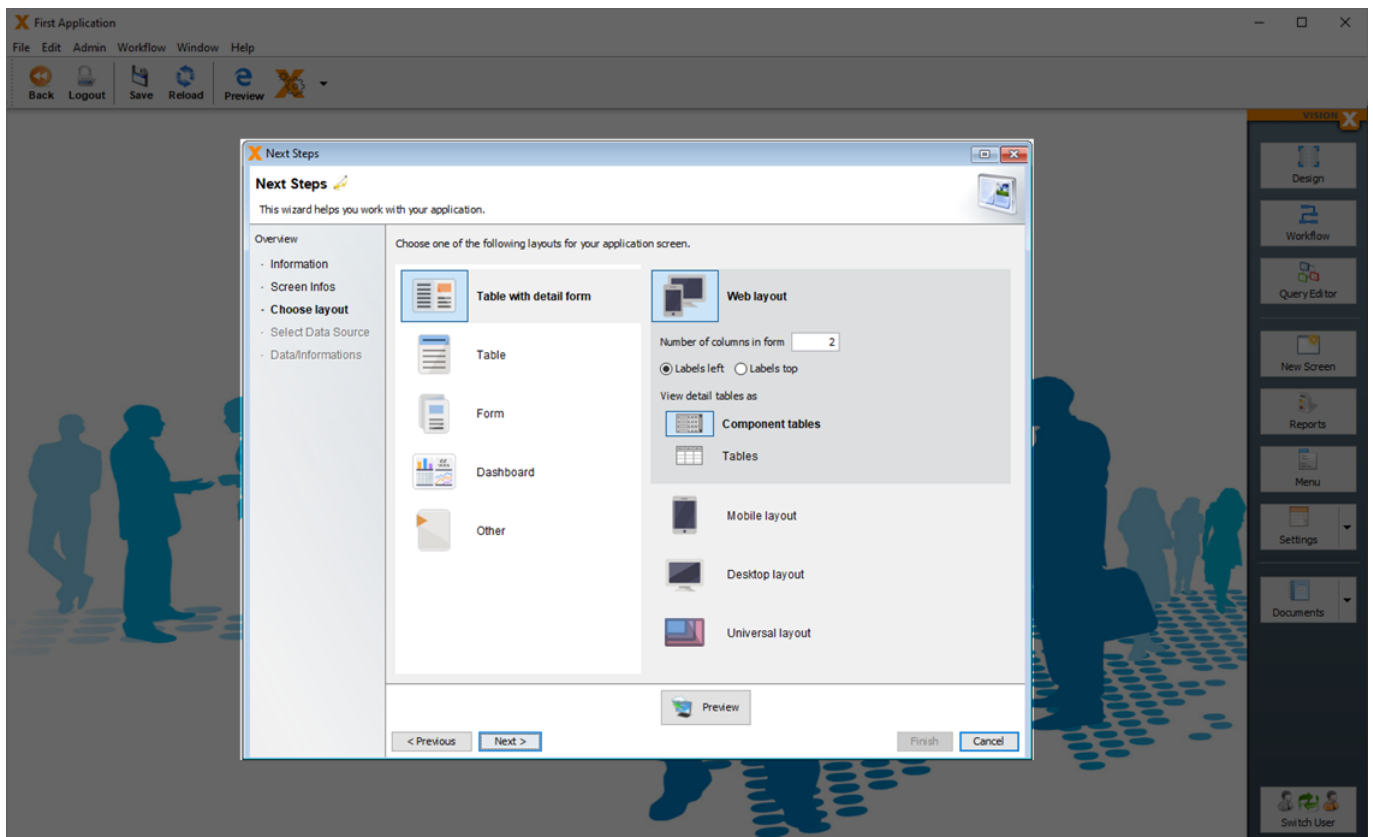 First Application
File Edit Admin Workflow Window Help
Back Logout Save Reload Preview
VISION X
Design
Workflow
Query Editor
New Screen
Reports
Menu
Settings
Documents
Switch User
Next Steps
Next Steps
This wizard helps you work with your application.
Overview
· Information
· Screen Infos
· Choose layout
· Select Data Source
· Data/Informations
Choose one of the following layouts for your application screen.
Table with detail form
Table
Form
Dashboard
Other
Web layout
Number of columns in form 2
Labels left Labels top
View detail tables as
Component tables
Tables
Mobile layout
Desktop layout
Universal layout
Preview
< Previous Next > Finish Cancel